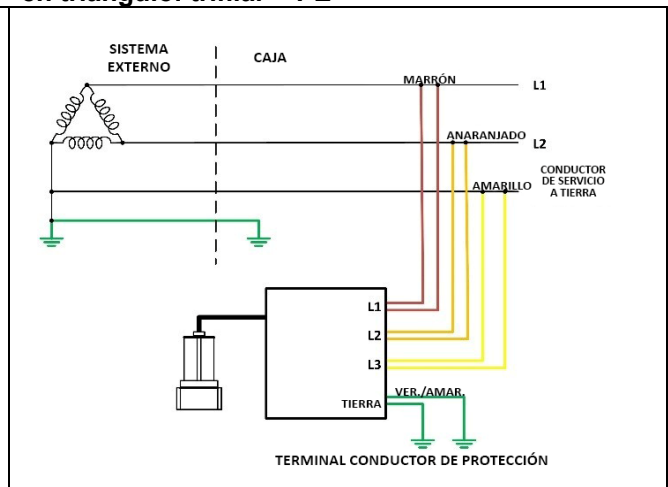 SISTEMA
EXTERNO
CAJA
MARRÓN
L1
ANARANJADO
L2
AMARILLO
CONDUCTOR
DE SERVICIO
A TIERRA
L1
L2
L3
TIERRA
VER./AMAR.
TERMINAL CONDUCTOR DE PROTECCIÓN